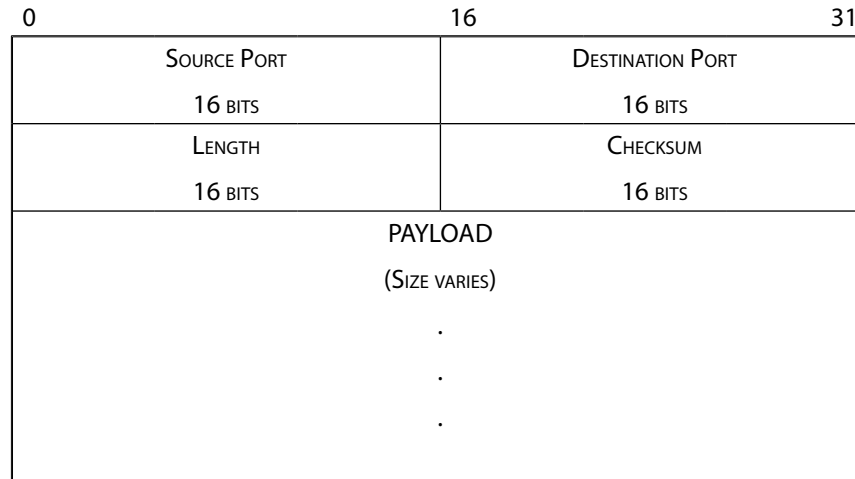 0 16 31
Source Port Destination Port
16 bits 16 bits
Length Checksum
16 bits 16 bits
PAYLOAD
(Size varies)
.
.
.